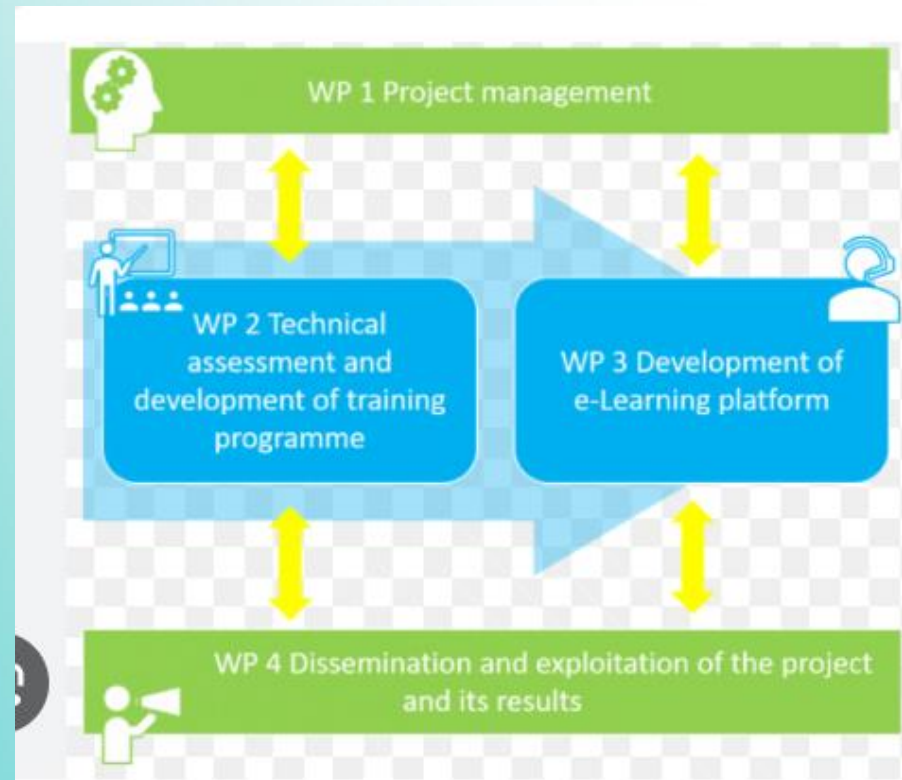 WP 1 Project management
WP 2 Technical
assessment and
development of training
programme
WP 3 Development of
e-Learning platform
WP 4 Dissemination and exploitation of the project
and its results